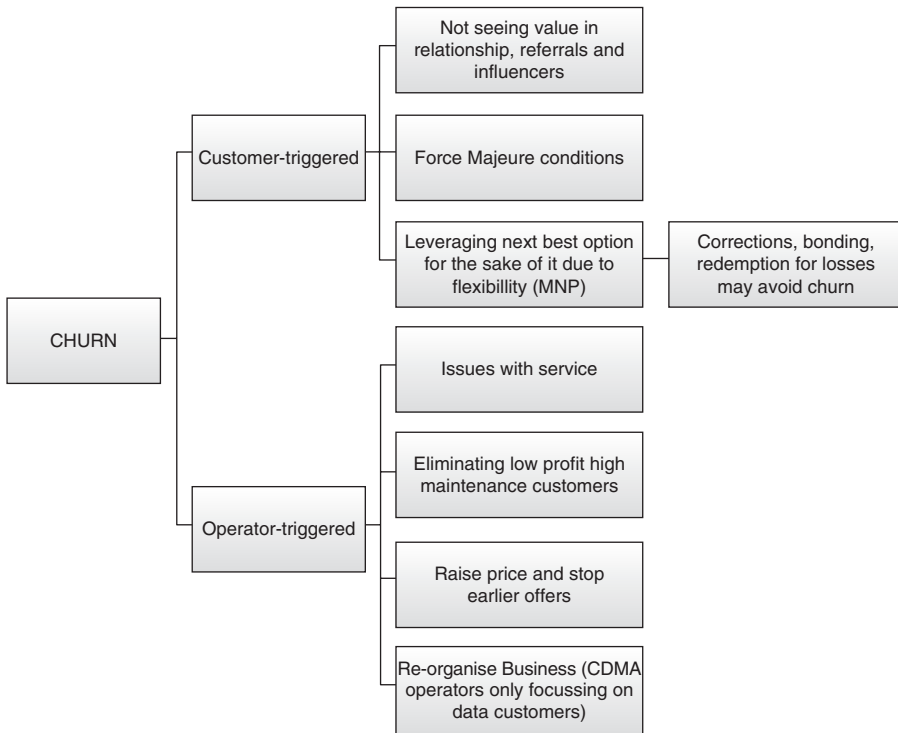 Not seeing value in
relationship, referrals and
influencers
Customer-triggered
Force Majeure conditions
Leveraging next best option
for the sake of it due to
flexibillity (MNP)
Corrections, bonding,
redemption for losses
may avoid churn
CHURN
Issues with service
Eliminating low profit high
maintenance customers
Operator-triggered
Raise price and stop
earlier offers
Re-organise Business (CDMA
operators only focussing on
data customers)